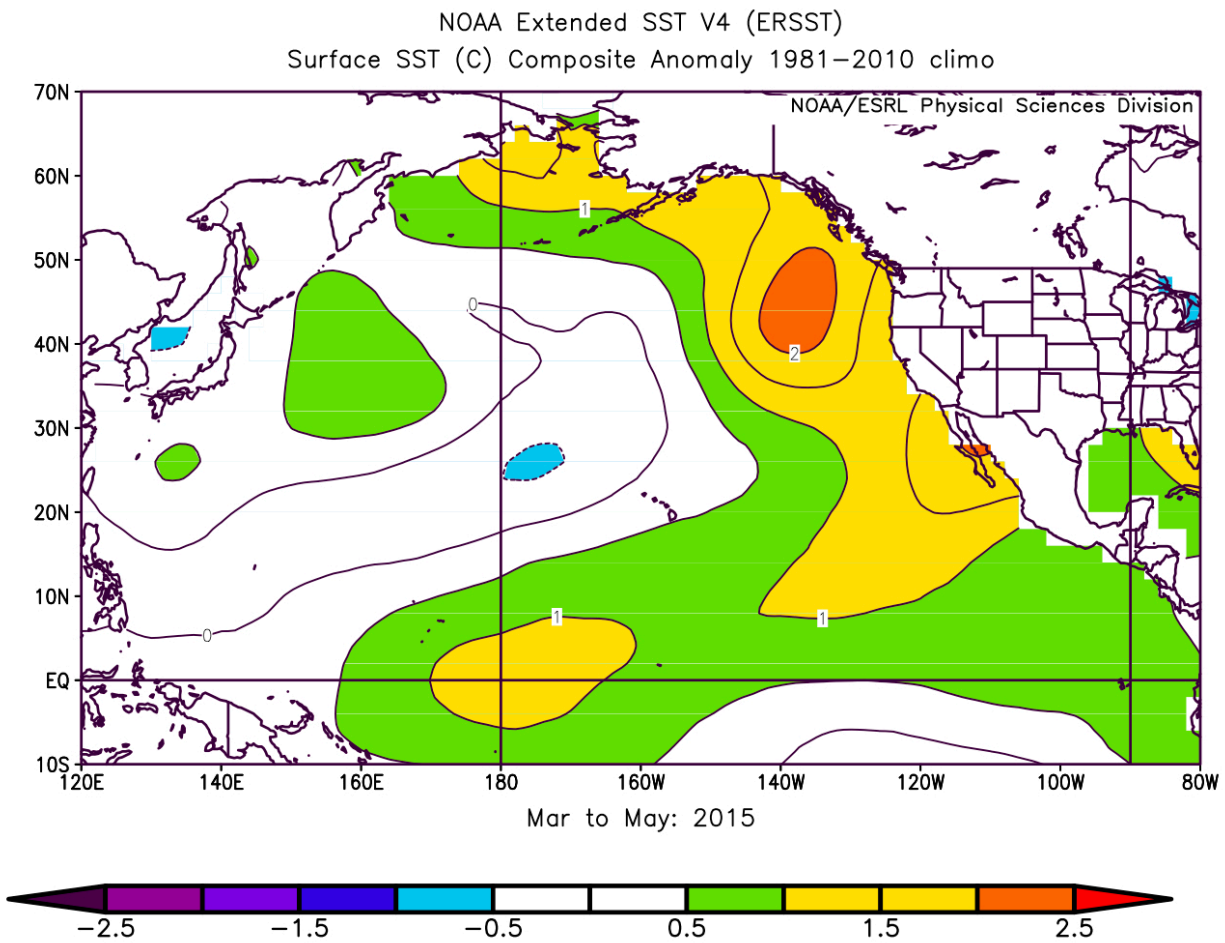 NOAA Extended SST V4 (ERSST)
Surface SST (C) Composite Anomaly 1981-2010 climo
NOAA/ESRL Physical Sciences Division
70N
60N
50N
40N
30N
20N
10N
EQ
10S
1
0
2
0
1
1
120E 140E 160E 180 160W 140W 120W 100W 80W
Mar to May: 2015
-2.5 -1.5 -0.5 0.5 1.5 2.5